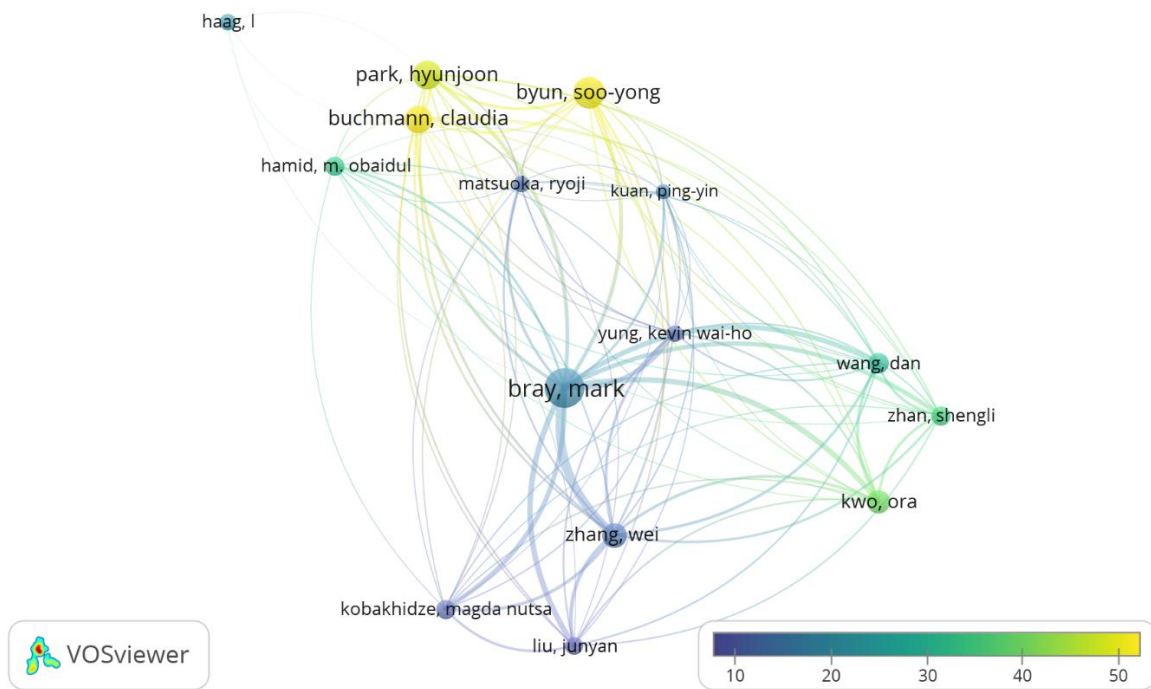 haag, l
park, hyunjoon
byun, soo-yong
buchmann, claudia
hamid, m. obaidul
matsuoka, ryoji
kuan, ping-yin
yung, kevin wai-ho
wang, dan
bray, mark
zhan, shengli
kwo, ora
zhang, wei
kobakhidze, magda nutsa
liu, junyan
VOSviewer
10 20 30 40 50